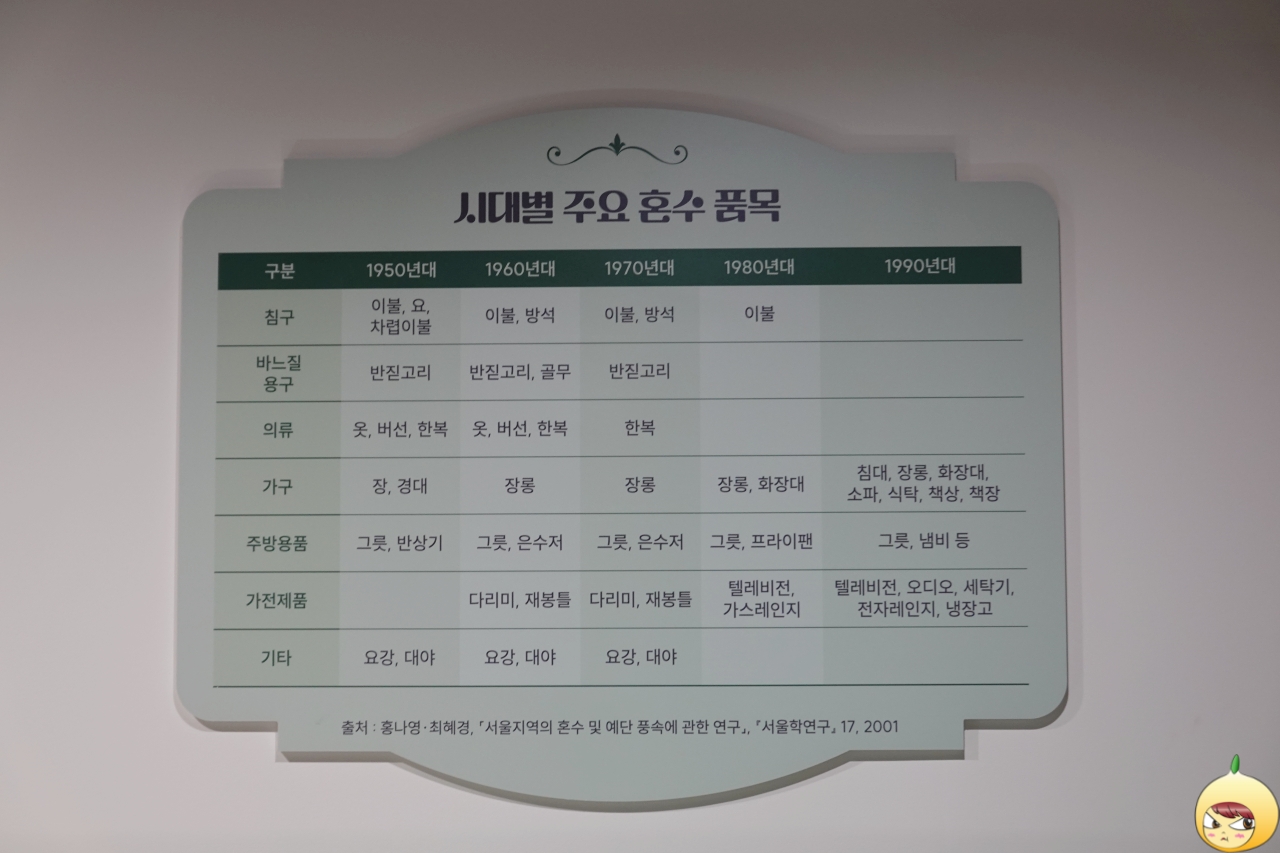 시대별 주요 혼수 품목
구분 1950년대 1960년대 1970년대 1980년대 1990년대
침구 이불, 요, 차렵이불 이불, 방석 이불, 방석 이불
바느질 용구 반짇고리 반짇고리, 골무 반짇고리
의류 옷, 버선, 한복 옷, 버선, 한복 한복
가구 장, 경대 장롱 장롱 장롱, 화장대 침대, 장롱, 화장대, 소파, 식탁, 책상, 책장
주방용품 그릇, 반상기 그릇, 은수저 그릇, 은수저 그릇, 프라이팬 그릇, 냄비 등
가전제품 다리미, 재봉틀 다리미, 재봉틀 텔레비전, 가스레인지 텔레비전, 오디오, 세탁기, 전자레인지, 냉장고
기타 요강, 대야 요강, 대야 요강, 대야
출처 : 홍나영·최혜경, 「서울지역의 혼수 및 예단 풍속에 관한 연구」, 『서울학연구』 17, 2001